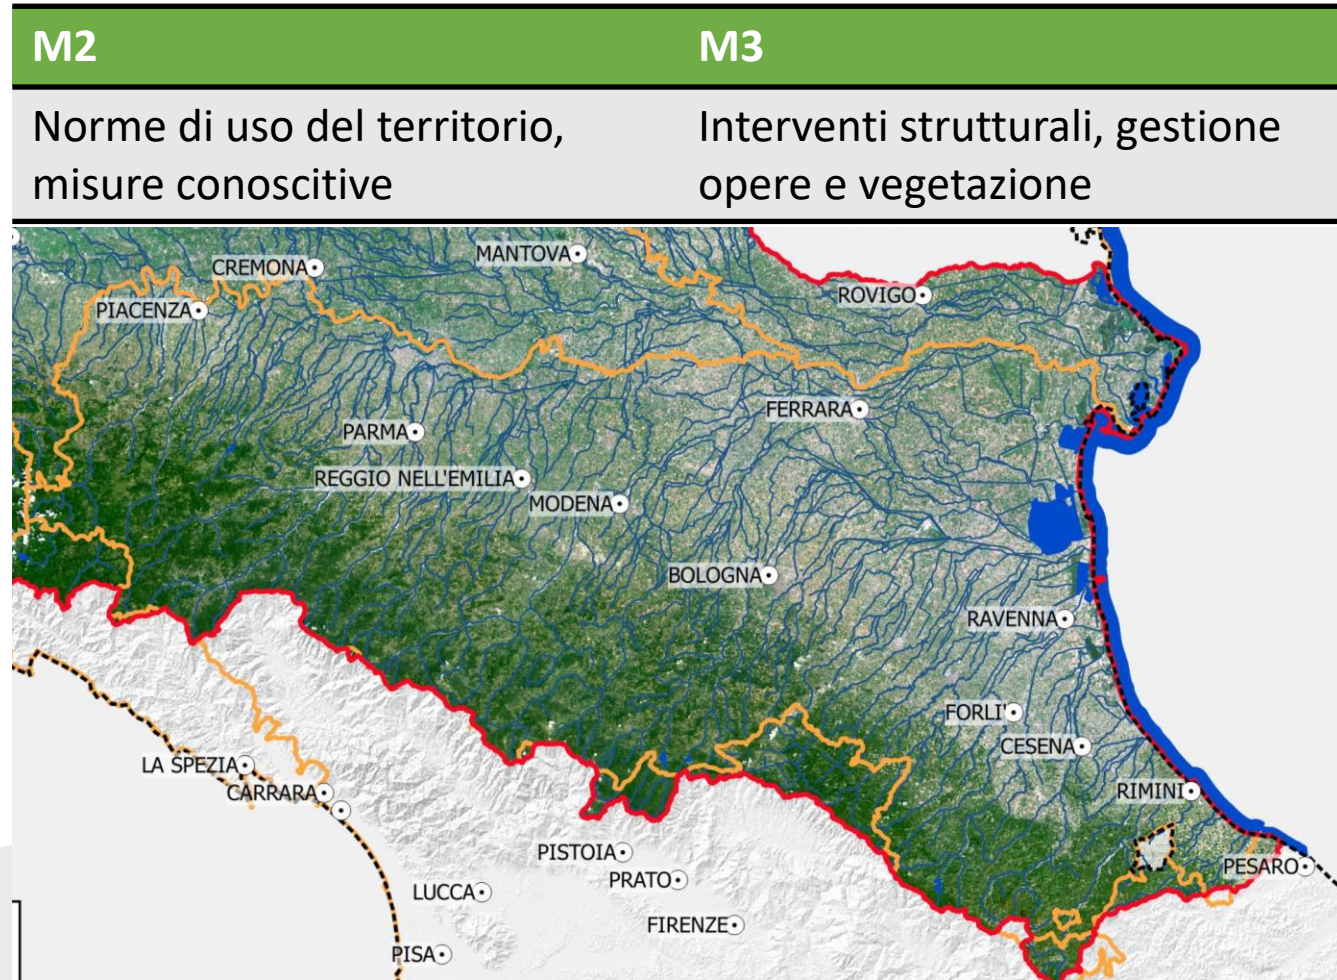 M2
M3
Norme di uso del territorio,
misure conoscitive
Interventi strutturali, gestione
opere e vegetazione
MANTOVA
CREMONA
ROVIGO
PIACENZA
FERRARA
PARMA
REGGIO NELL'EMILIA
MODENA
BOLOGNA
RAVENNA
FORLI'
CESENA
LA SPEZIA
CARRARA
RIMINI
PISTOIA
PESARO
PRATO
LUCCA
FIRENZE
PISA